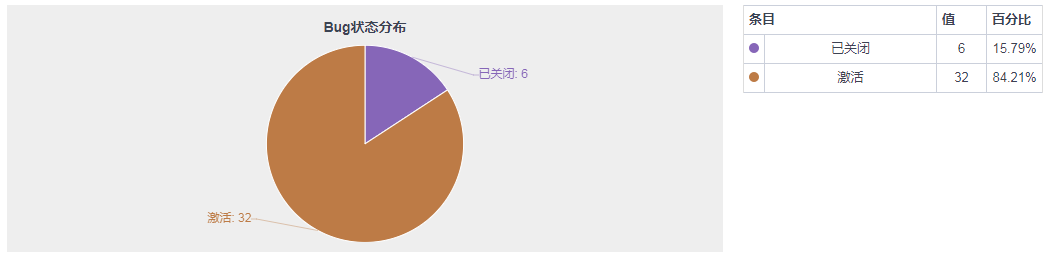 Bug状态分布
已关闭: 6
激活: 32
条目 值 百分比
已关闭 6 15.79%
激活 32 84.21%